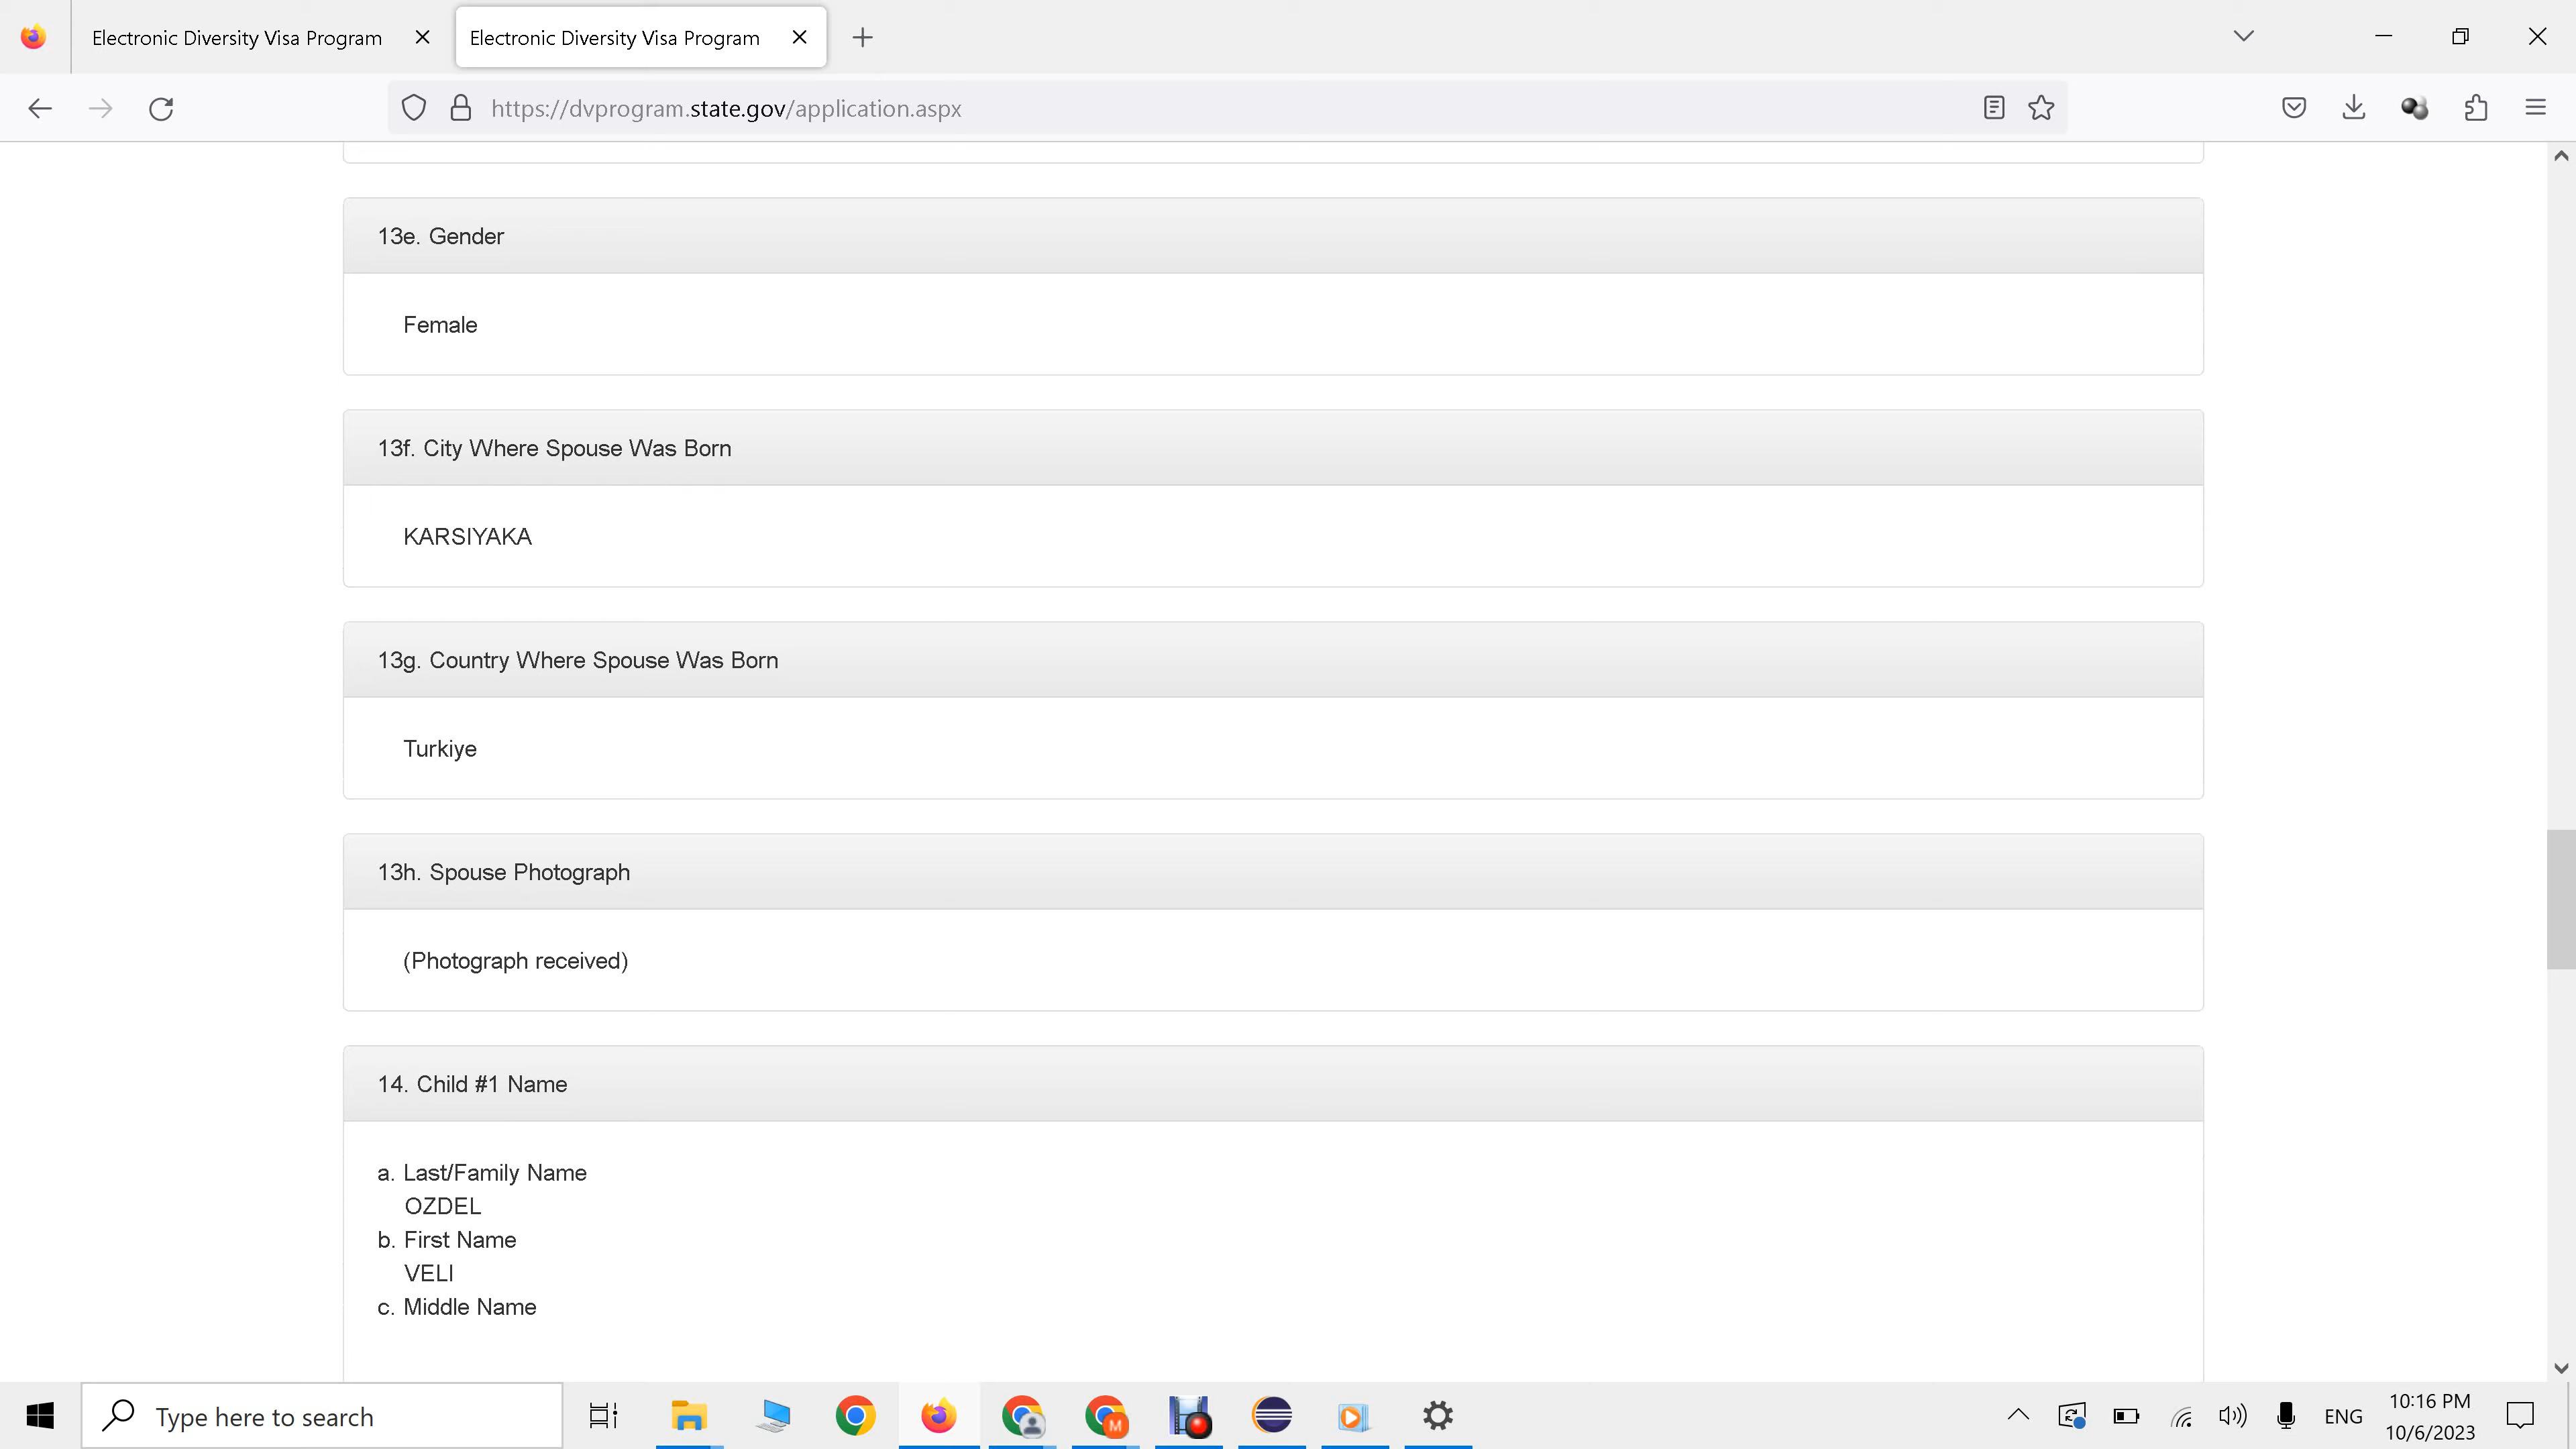 Electronic Diversity Visa Program
Electronic Diversity Visa Program
https://dvprogram.state.gov/application.aspx
13e. Gender
Female
13f. City Where Spouse Was Born
KARSIYAKA
13g. Country Where Spouse Was Born
Turkiye
13h. Spouse Photograph
(Photograph received)
14. Child #1 Name
a. Last/Family Name
OZDEL
b. First Name
VELI
c. Middle Name
Type here to search
M
ENG
10:16 PM
10/6/2023